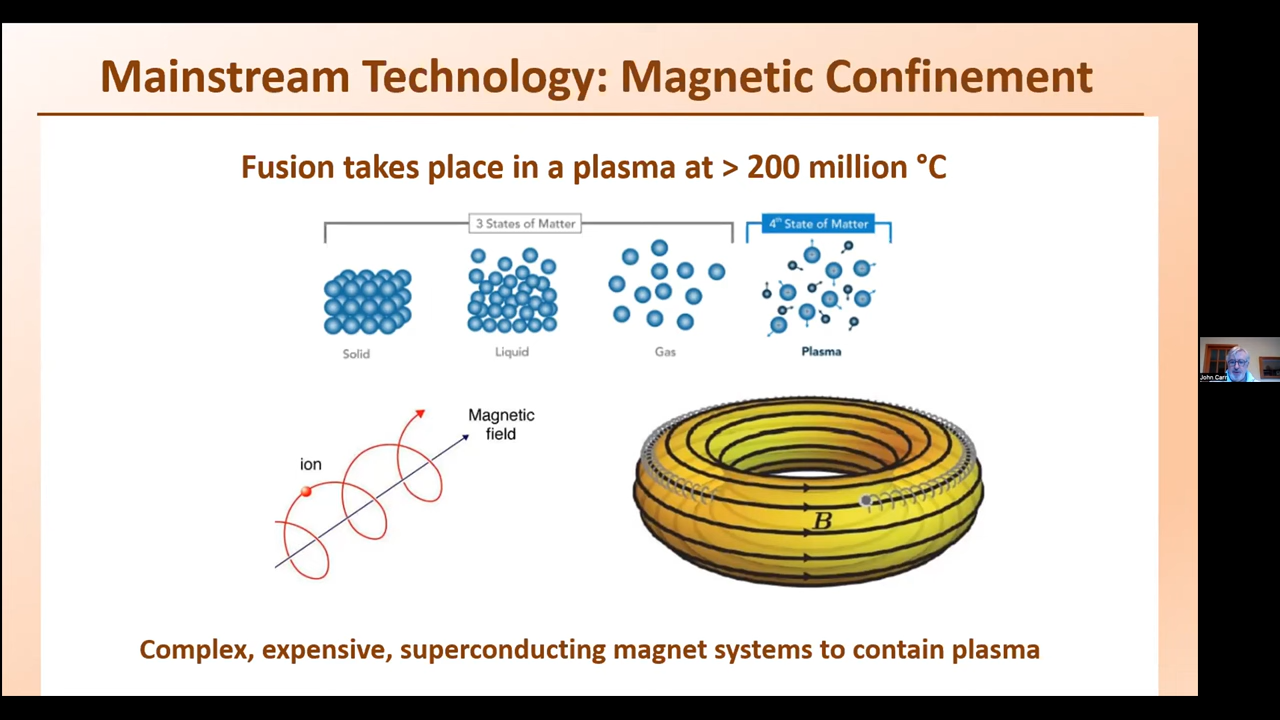 Mainstream Technology: Magnetic Confinement
Fusion takes place in a plasma at > 200 million °C
3 States of Matter
4th State of Matter
Solid
Liquid
Gas
Plasma
Magnetic
field
ion
B
Complex, expensive, superconducting magnet systems to contain plasma
John Carr